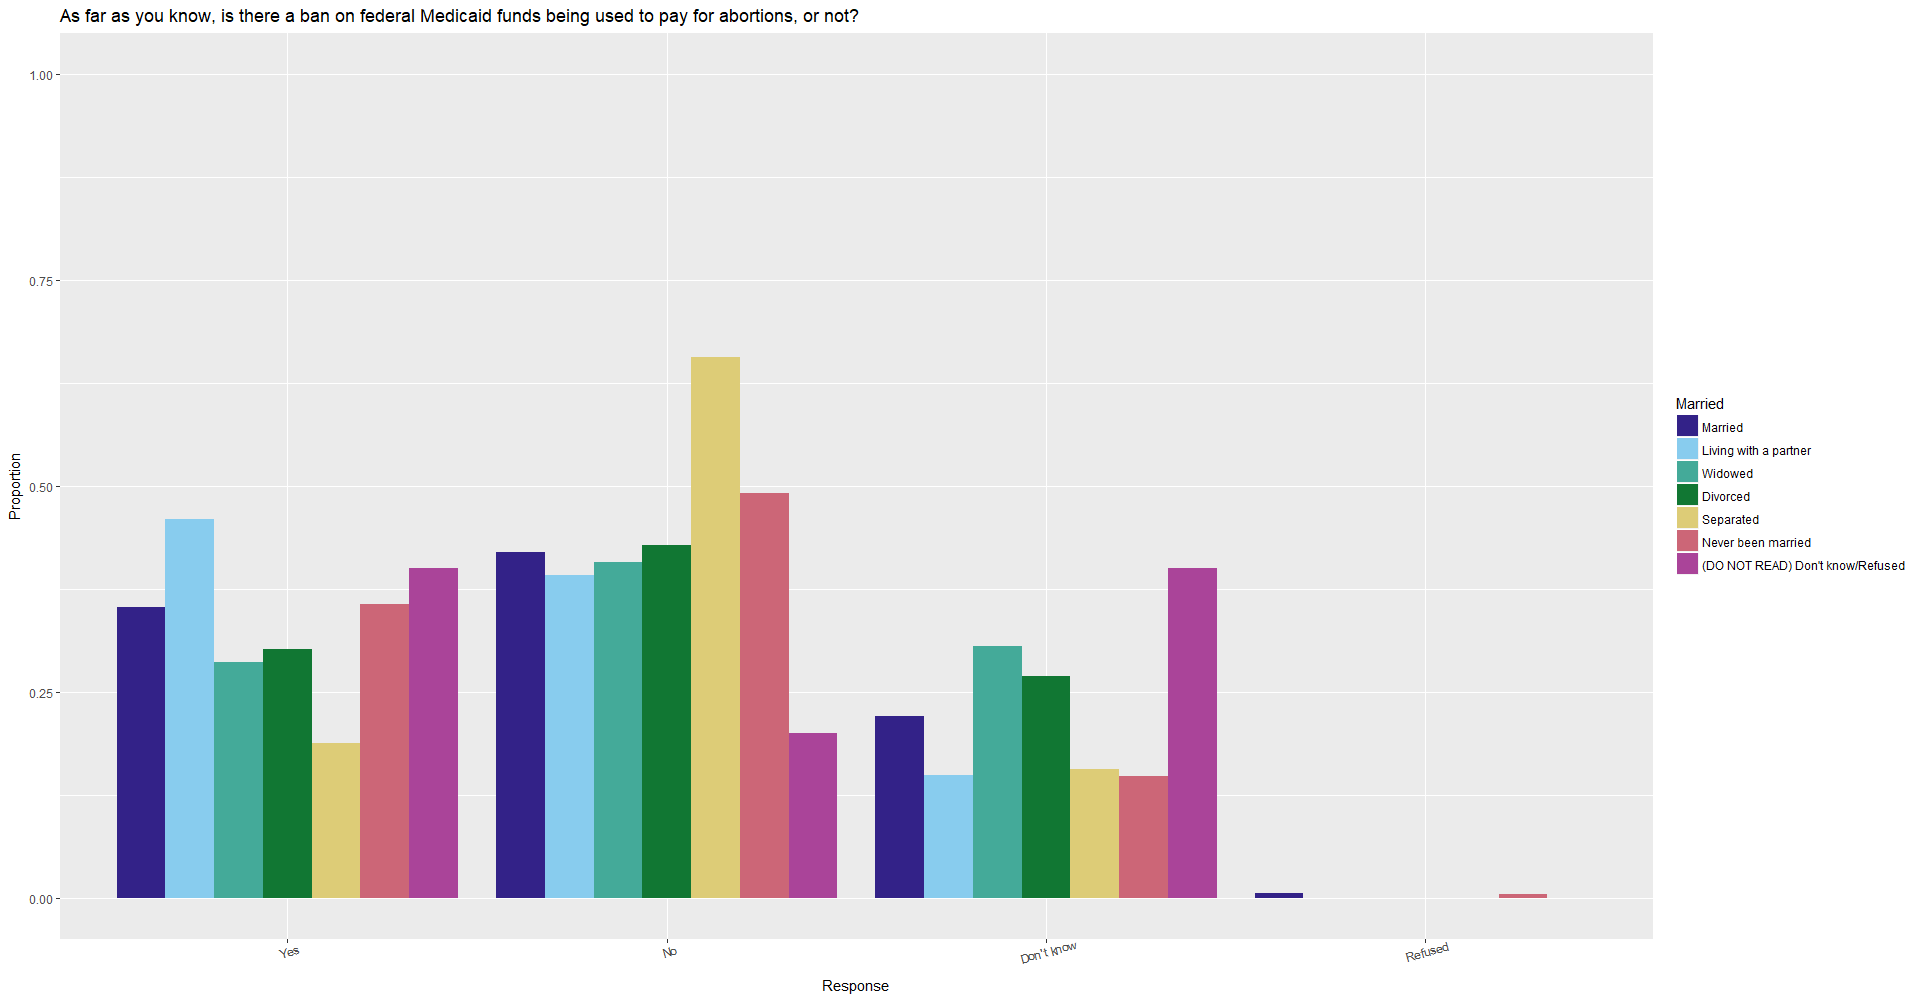 As far as you know, is there a ban on federal Medicaid funds being used to pay for abortions, or not?
1.00
0.75
0.50
0.25
0.00
Proportion
Yes
No
Don"t know
Refused
Response
Married
Married
Living with a partner
Widowed
Divorced
Separated
Never been married
(DO NOT READ) Don't know/Refused